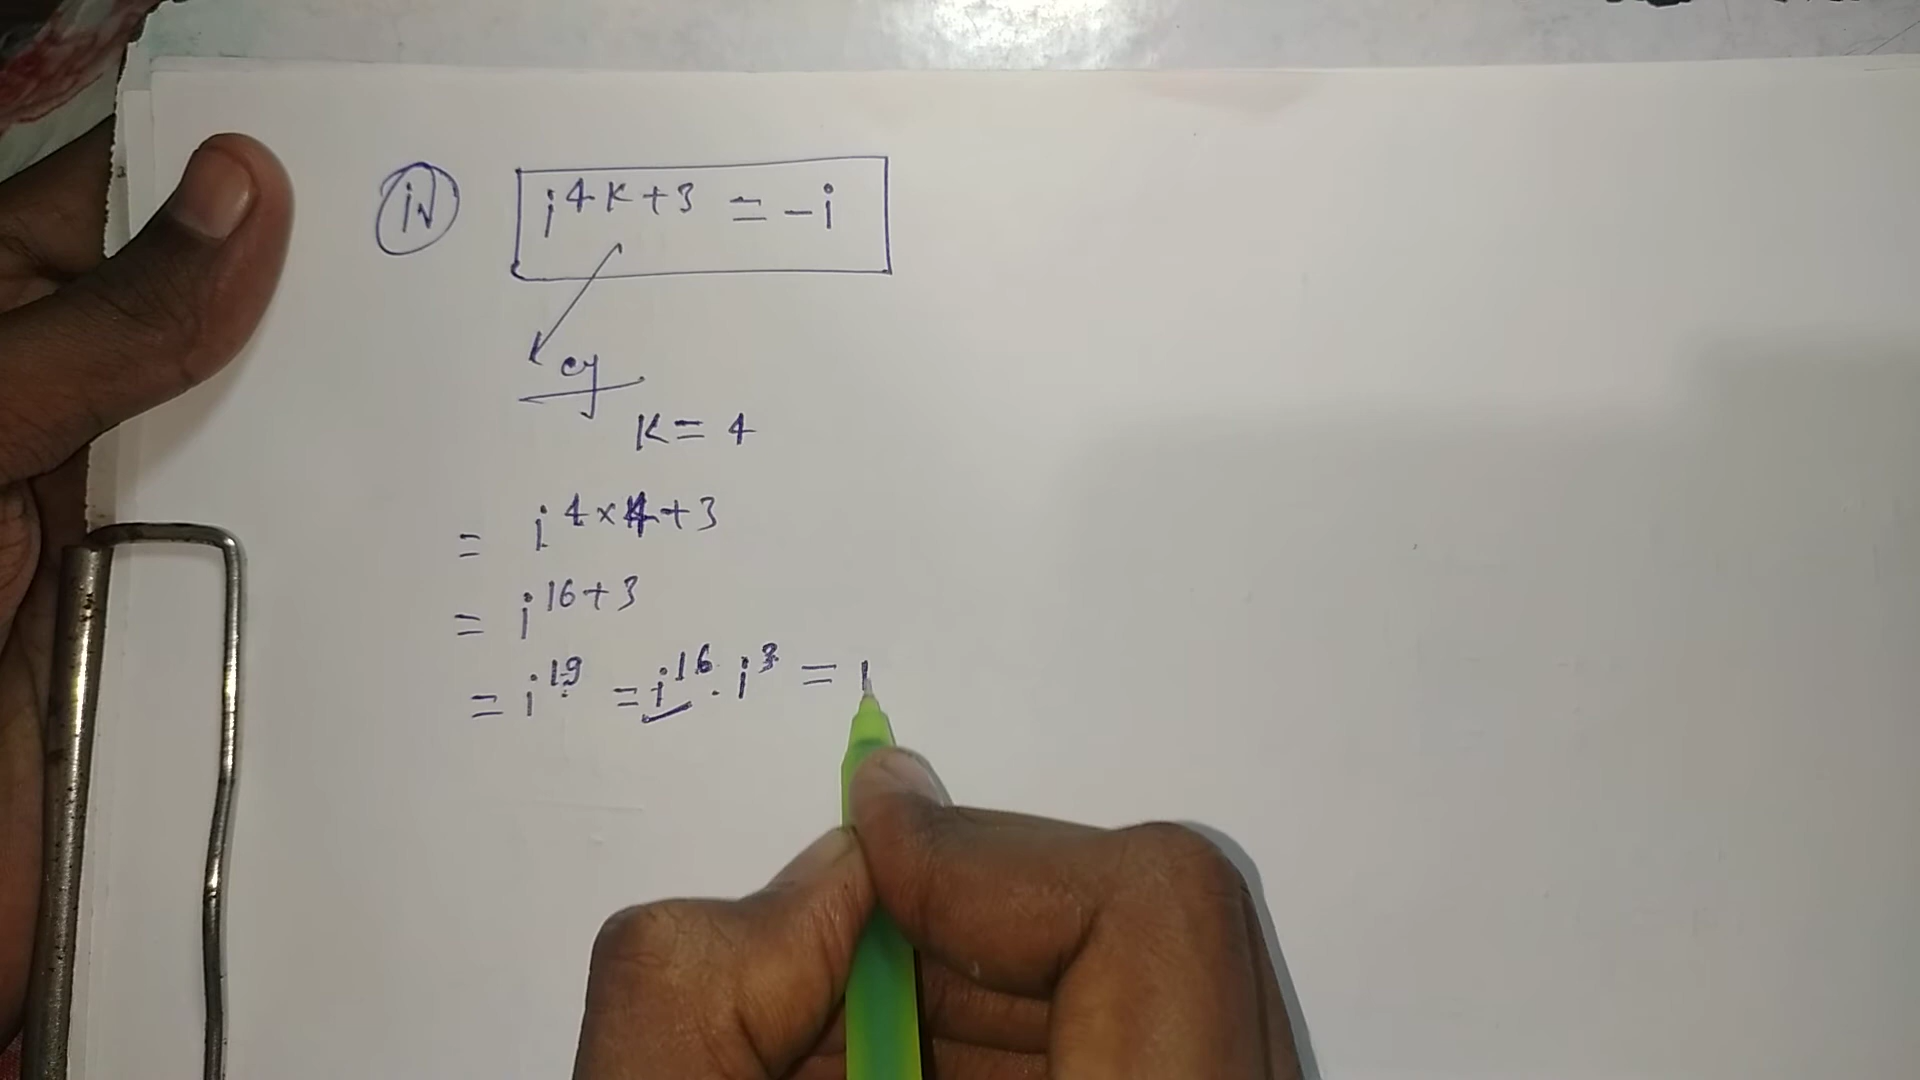 iv i^4K+3 = -i
eg
K = 4
= i^4×4+3
= i^16+3
= i^19 = i^16 . i^3 = 1